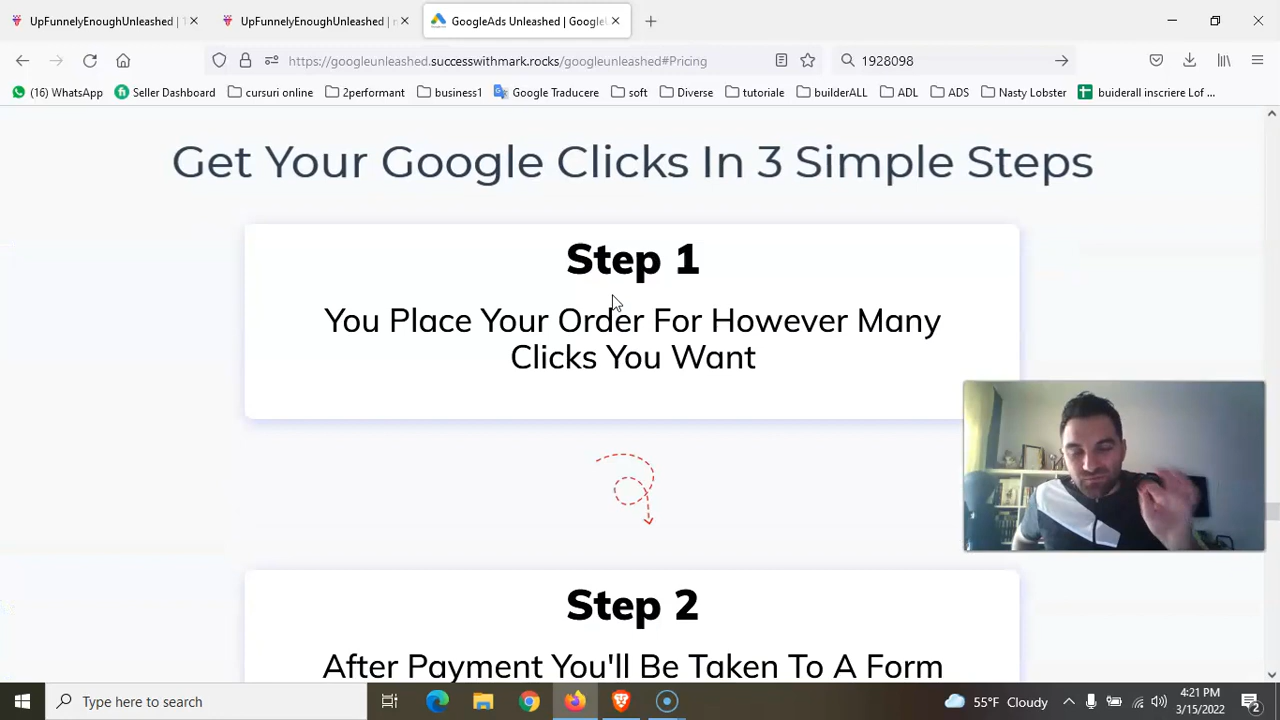 UpFunnelyEnoughUnleashed |
UpFunnelyEnoughUnleashed |
GoogleAds Unleashed | Google
https://googleunleashed.successwithmark.rocks/googleunleashed#Pricing
1928098
(16) WhatsApp
Seller Dashboard
cursuri online
2performant
business1
Google Traducere
soft
Diverse
tutoriale
builderALL
ADL
ADS
Nasty Lobster
buiderall inscriere Lof ...
Get Your Google Clicks In 3 Simple Steps
Step 1
You Place Your Order For However Many
Clicks You Want
Step 2
After Payment You'll Be Taken To A Form
Type here to search
55°F Cloudy
4:21 PM
3/15/2022
2